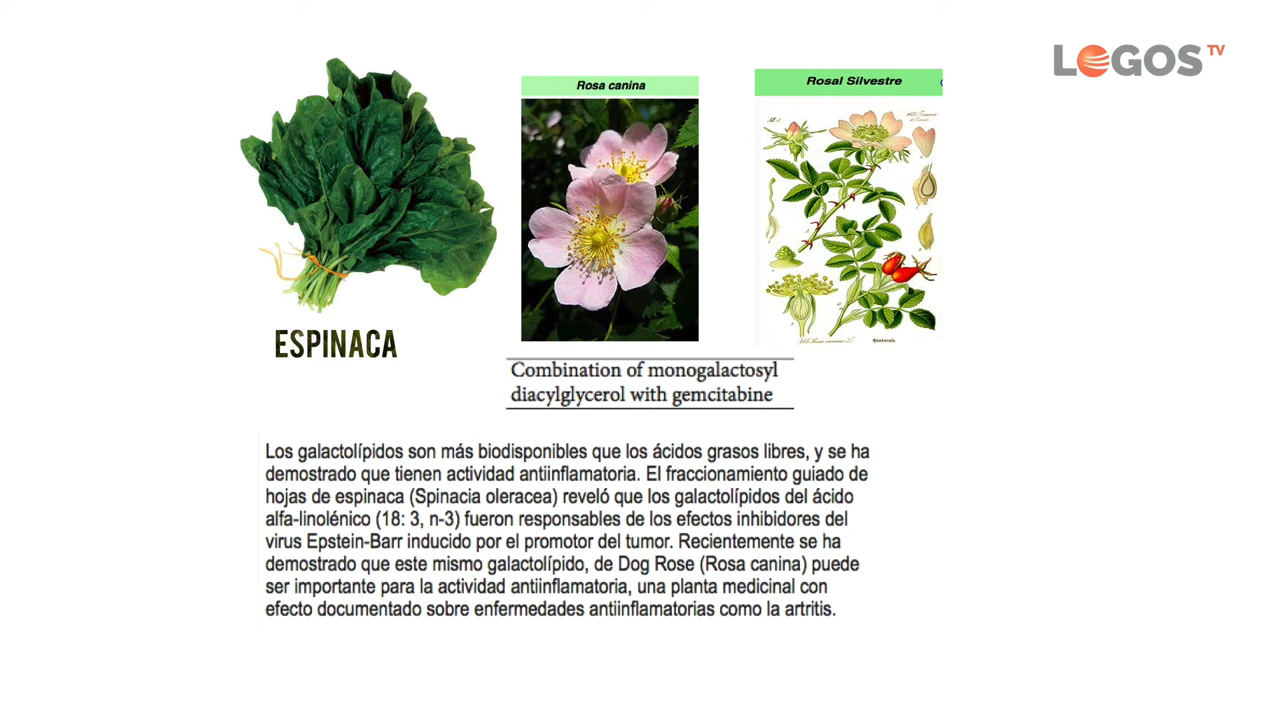 LOGOS TV
Rosa canina
Rosal Silvestre
ESPINACA
Combination of monogalactosyl
diacylglycerol with gemcitabine
Los galactolípidos son más biodisponibles que los ácidos grasos libres, y se ha
demostrado que tienen actividad antiinflamatoria. El fraccionamiento guiado de
hojas de espinaca (Spinacia oleracea) reveló que los galactolípidos del ácido
alfa-linolénico (18: 3, n-3) fueron responsables de los efectos inhibidores del
virus Epstein-Barr inducido por el promotor del tumor. Recientemente se ha
demostrado que este mismo galactolípido, de Dog Rose (Rosa canina) puede
ser importante para la actividad antiinflamatoria, una planta medicinal con
efecto documentado sobre enfermedades antiinflamatorias como la artritis.